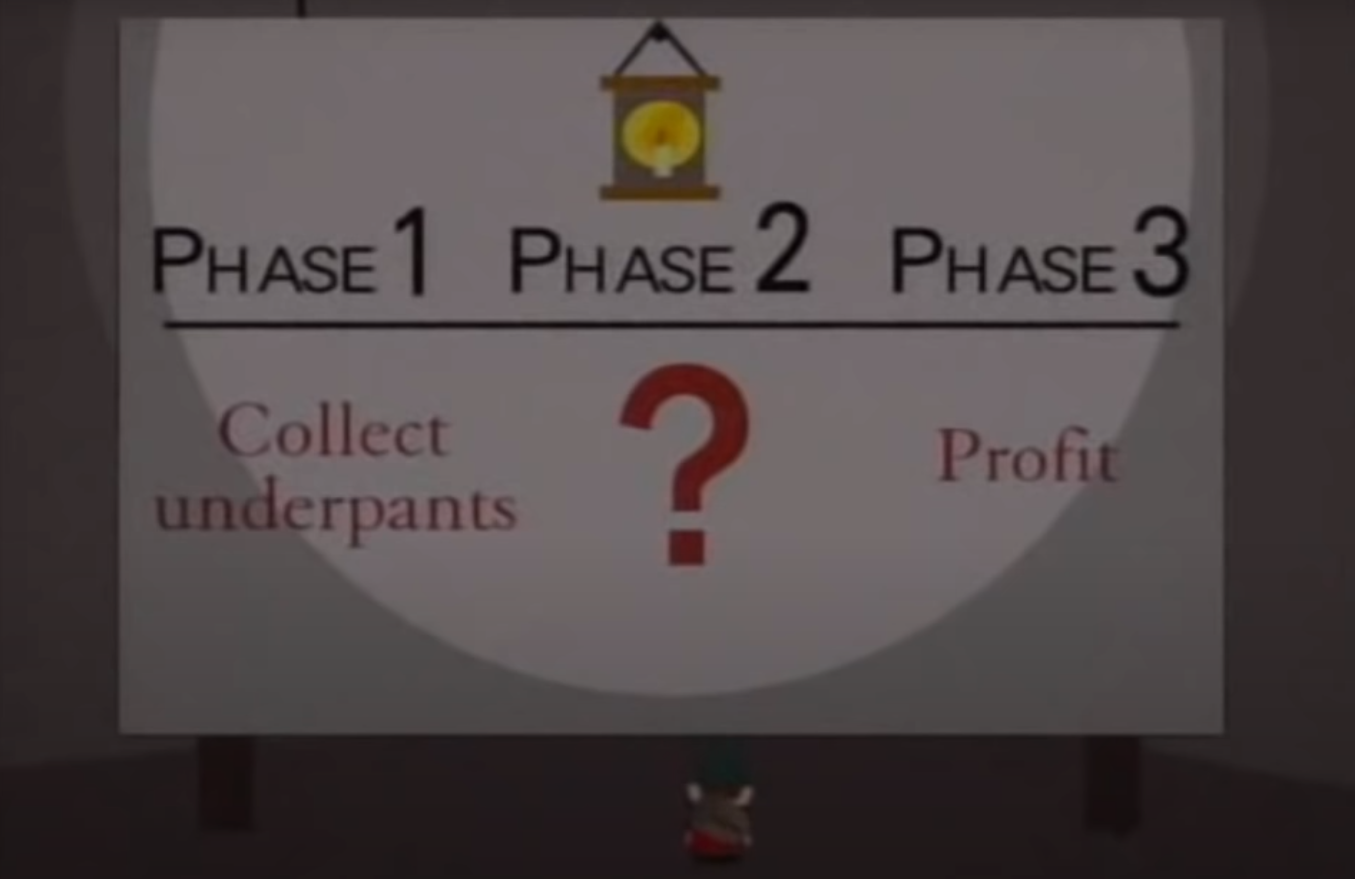 PHASE 1 PHASE 2 PHASE 3
Collect
underpants
?
Profit